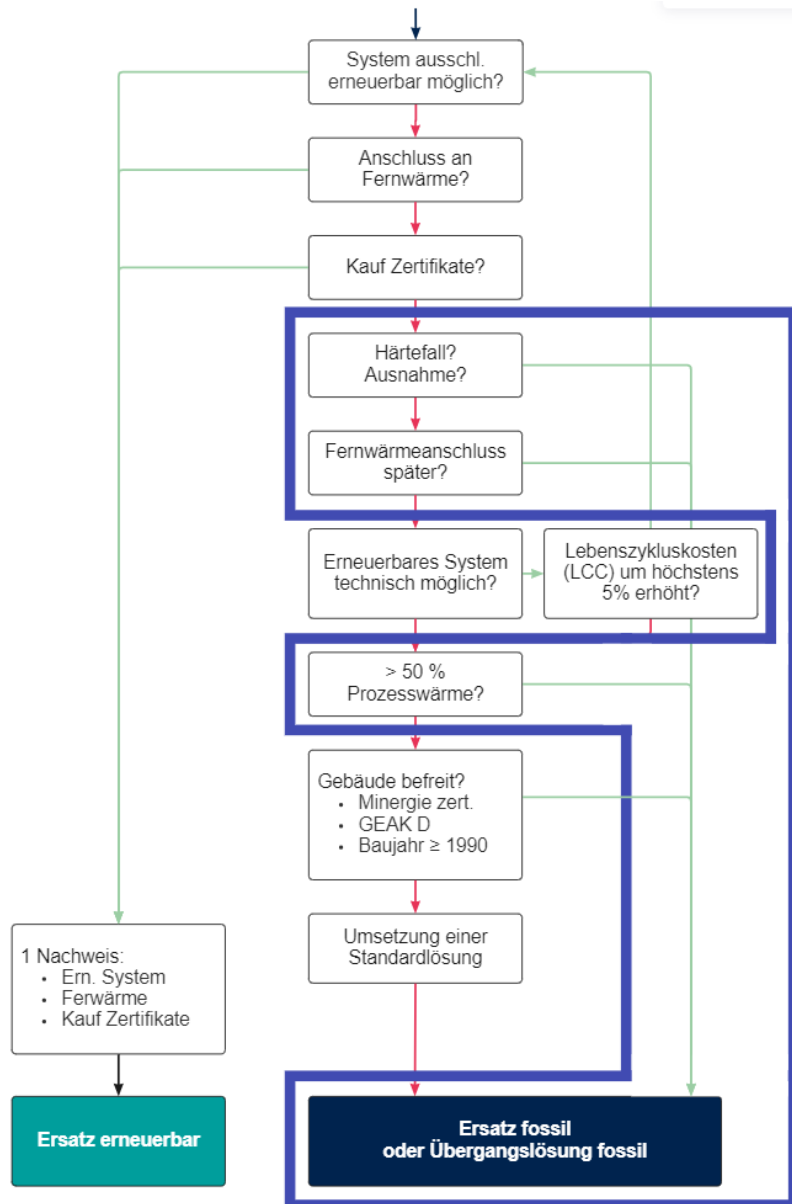 System ausschl.
erneuerbar möglich?
Anschluss an
Fernwärme?
Kauf Zertifikate?
Härtefall?
Ausnahme?
Fernwärmeanschluss
später?
Erneuerbares System
technisch möglich?
Lebenszykluskosten
(LCC) um höchstens
5% erhöht?
> 50 %
Prozesswärme?
Gebäude befreit?
• Minergie zert.
• GEAK D
• Baujahr ≥ 1990
Umsetzung einer
Standardlösung
1 Nachweis:
• Ern. System
• Ferwärme
• Kauf Zertifikate
Ersatz erneuerbar
Ersatz fossil
oder Übergangslösung fossil